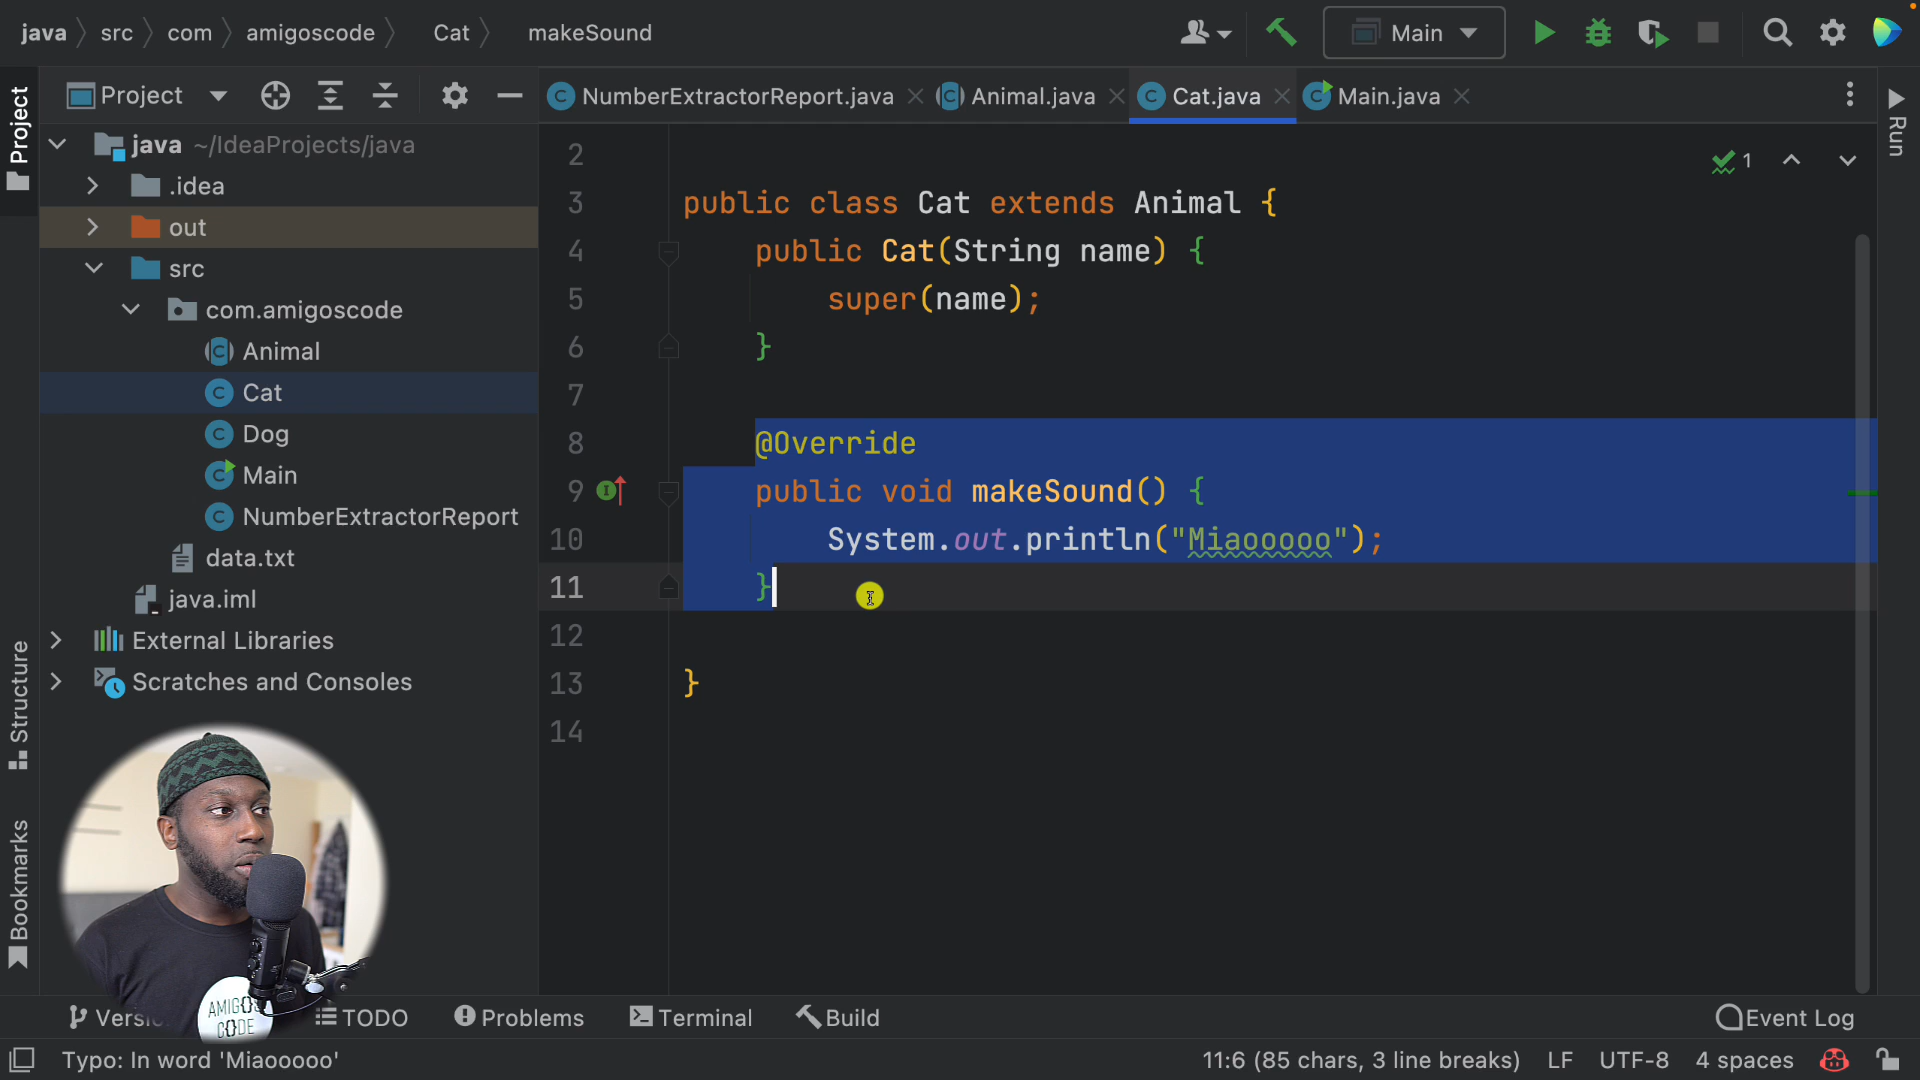 java src com amigoscode Cat makeSound
Main
Project
NumberExtractorReport.java
Animal.java
Cat.java
Main.java
Project
java ~/IdeaProjects/java
.idea
out
src
com.amigoscode
Animal
Cat
Dog
Main
NumberExtractorReport
data.txt
java.iml
External Libraries
Scratches and Consoles
Structure
Bookmarks
Run
1
2
3 public class Cat extends Animal {
4 public Cat(String name) {
5 super(name);
6 }
7
8 @Override
9 public void makeSound() {
10 System.out.println("Miaooooo");
11 }
12
13 }
14
AMIGOS
C{}DE
TODO
Problems
Terminal
Build
Event Log
Typo: In word 'Miaooooo'
11:6 (85 chars, 3 line breaks)
LF
UTF-8
4 spaces